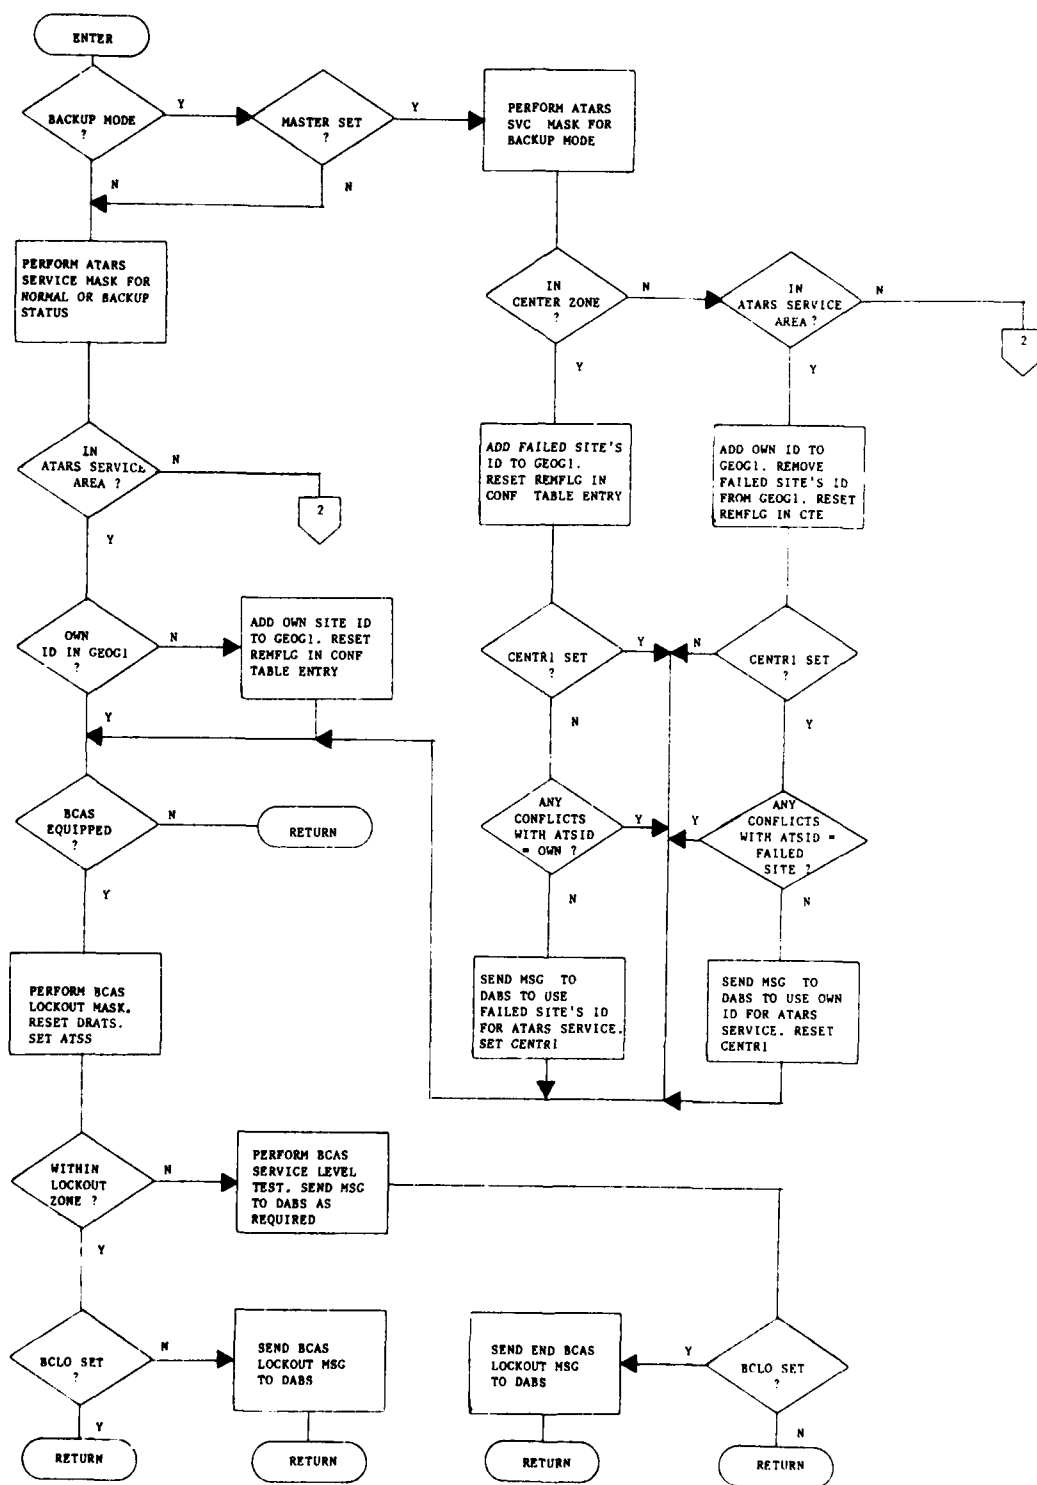 ENTER
BACKUP MODE
?
Y
MASTER SET
?
Y
PERFORM ATARS
SVC MASK FOR
BACKUP MODE
N
N
PERFORM ATARS
SERVICE MASK FOR
NORMAL OR BACKUP
STATUS
IN
CENTER ZONE
?
N
IN
ATARS SERVICE
AREA ?
N
2
Y
Y
IN
ATARS SERVICE
AREA ?
N
2
Y
ADD FAILED SITE'S
ID TO GEOG1.
RESET REMFLG IN
CONF TABLE ENTRY
ADD OWN ID TO
GEOG1. REMOVE
FAILED SITE'S ID
FROM GEOG1. RESET
REMFLG IN CTE
OWN
ID IN GEOG1
?
N
ADD OWN SITE ID
TO GEOG1. RESET
REMFLG IN CONF
TABLE ENTRY
Y
CENTR1 SET
?
Y
N
CENTR1 SET
?
N
Y
BCAS
EQUIPPED
?
N
RETURN
Y
ANY
CONFLICTS
WITH ATSID
= OWN ?
Y
N
ANY
CONFLICTS
WITH ATSID =
FAILED
SITE ?
Y
N
PERFORM BCAS
LOCKOUT MASK.
RESET DRATS.
SET ATSS
SEND MSG TO
DABS TO USE
FAILED SITE'S ID
FOR ATARS SERVICE.
SET CENTR1
SEND MSG TO
DABS TO USE OWN
ID FOR ATARS
SERVICE. RESET
CENTR1
WITHIN
LOCKOUT
ZONE ?
N
PERFORM BCAS
SERVICE LEVEL
TEST. SEND MSG
TO DABS AS
REQUIRED
Y
BCLO SET
?
N
SEND BCAS
LOCKOUT MSG
TO DABS
SEND END BCAS
LOCKOUT MSG
TO DABS
Y
BCLO SET
?
Y
N
RETURN
RETURN
RETURN
RETURN